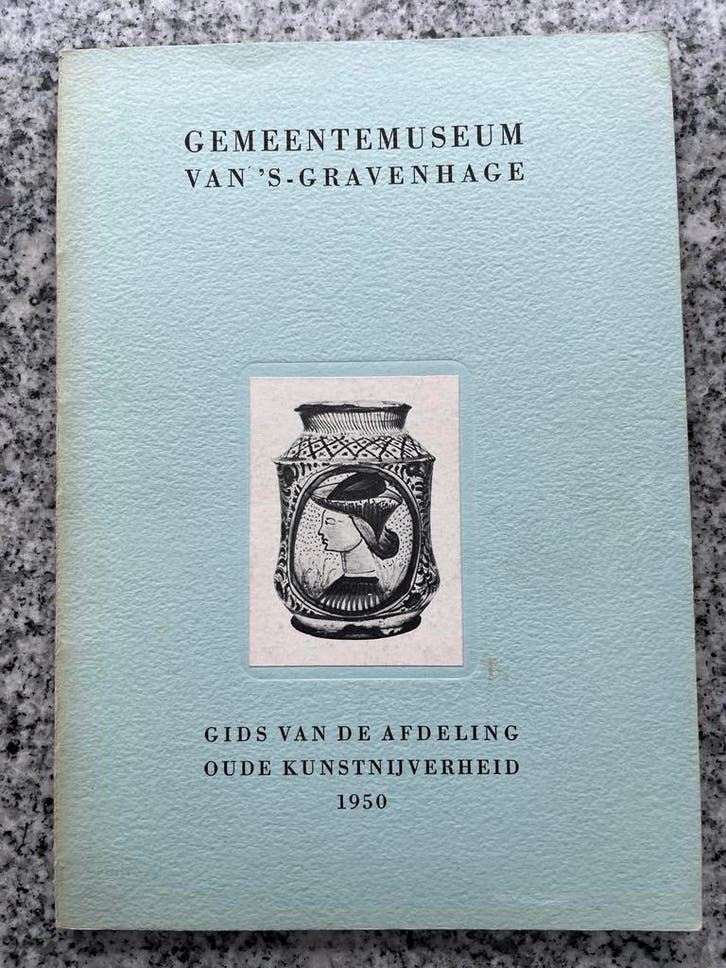 GEMEENTEMUSEUM
VAN 'S-GRAVENHAGE
GIDS VAN DE AFDELING
OUDE KUNSTNIJVERHEID
1950